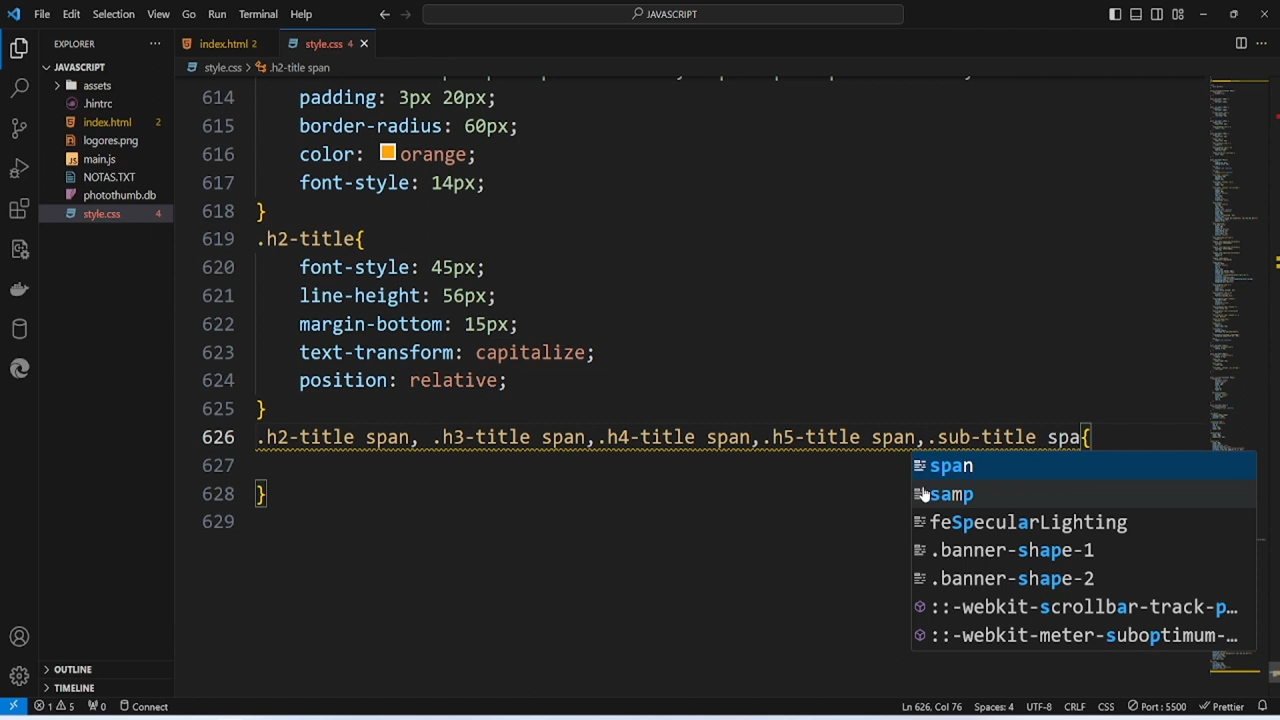 File Edit Selection View Go Run Terminal Help JAVASCRIPT
EXPLORER ... index.html 2 style.css 4
JAVASCRIPT
style.css > .h2-title span
assets
.hintrc
index.html 2
logores.png
main.js
NOTAS.TXT
photothumb.db
style.css 4
614 padding: 3px 20px;
615 border-radius: 60px;
616 color: orange;
617 font-style: 14px;
618 }
619 .h2-title{
620 font-style: 45px;
621 line-height: 56px;
622 margin-bottom: 15px;
623 text-transform: capitalize;
624 position: relative;
625 }
626 .h2-title span, .h3-titte span,.h4-title span,.h5-title span,.sub-title spa{
627
628 }
629
span
samp
feSpecularLighting
.banner-shape-1
.banner-shape-2
::-webkit-scrollbar-track-p...
::-webkit-meter-suboptimum-...
OUTLINE
TIMELINE
1 5 0 Connect Ln 626, Col 76 Spaces: 4 UTF-8 CRLF CSS Port : 5500 Prettier